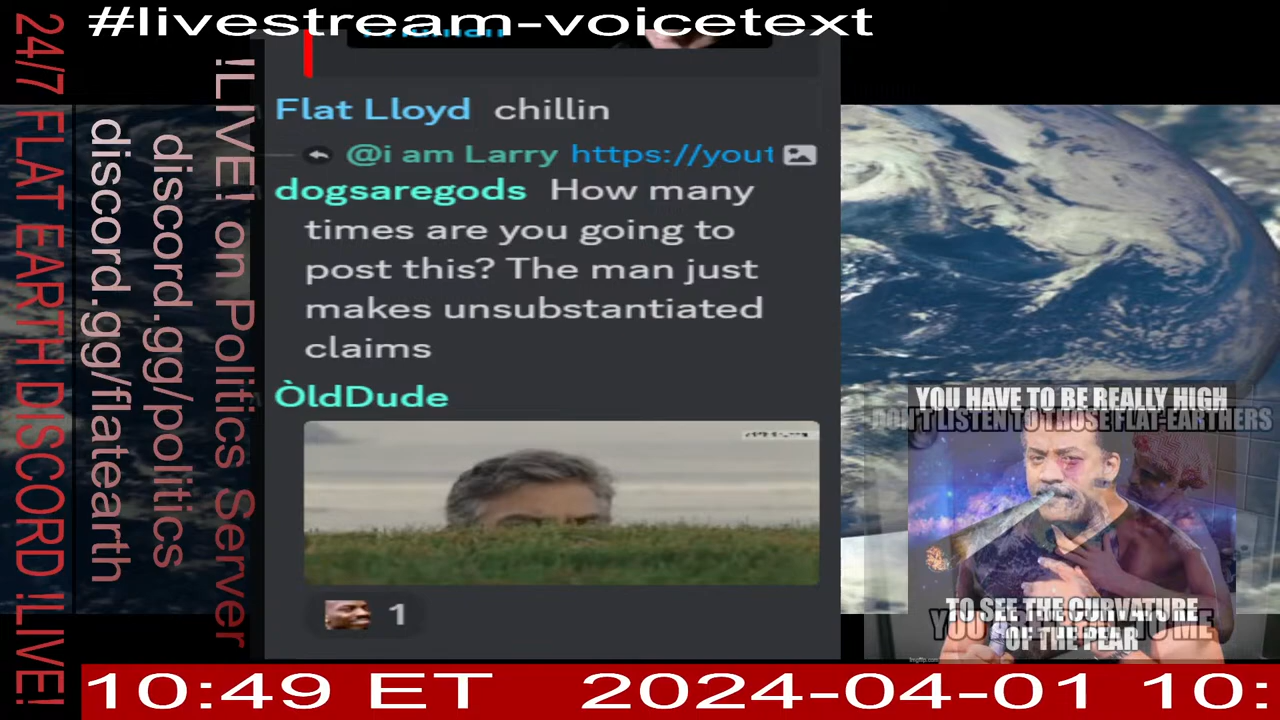 #livestream-voicetext
24/7 FLAT EARTH DISCORD !LIVE!
discord.gg/flatearth
discord.gg/politics
!LIVE! on Politics Server
Flat Lloyd chillin
@i am Larry https://yout
dogsaregods How many
times are you going to
post this? The man just
makes unsubstantiated
claims
ÒldDude
1
YOU HAVE TO BE REALLY HIGH
DON'T LISTEN TO THOSE FLAT-EARTHERS
TO SEE THE CURVATURE
OF THE PEAR
10:49 ET 2024-04-01 10: